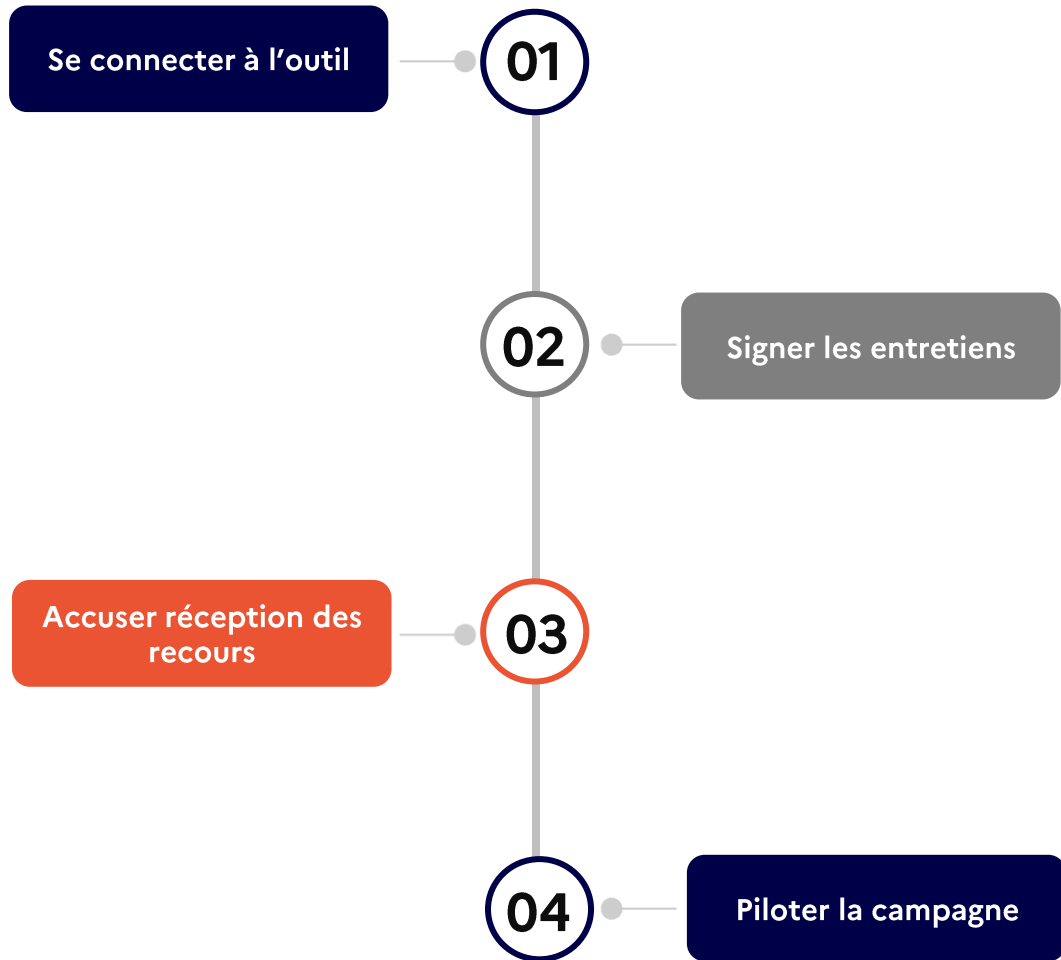 Se connecter à l’outil
01
02
Signer les entretiens
Accuser réception des
recours
03
04
Piloter la campagne